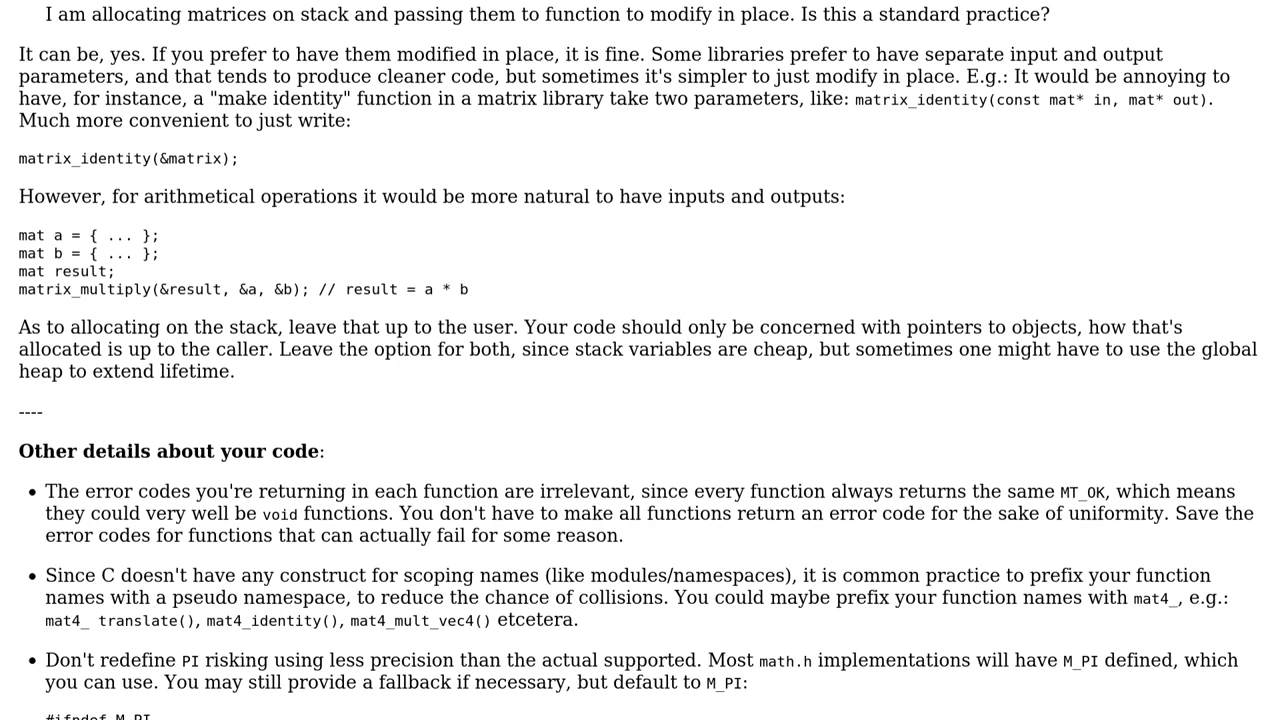 I am allocating matrices on stack and passing them to function to modify in place. Is this a standard practice?
It can be, yes. If you prefer to have them modified in place, it is fine. Some libraries prefer to have separate input and output
parameters, and that tends to produce cleaner code, but sometimes it's simpler to just modify in place. E.g.: It would be annoying to
have, for instance, a "make identity" function in a matrix library take two parameters, like: matrix_identity(const mat* in, mat* out).
Much more convenient to just write:
matrix_identity(&matrix);
However, for arithmetical operations it would be more natural to have inputs and outputs:
mat a = { ... };
mat b = { ... };
mat result;
matrix_multiply(&result, &a, &b); // result = a * b
As to allocating on the stack, leave that up to the user. Your code should only be concerned with pointers to objects, how that's
allocated is up to the caller. Leave the option for both, since stack variables are cheap, but sometimes one might have to use the global
heap to extend lifetime.
----
Other details about your code:
• The error codes you're returning in each function are irrelevant, since every function always returns the same MT_OK, which means
they could very well be void functions. You don't have to make all functions return an error code for the sake of uniformity. Save the
error codes for functions that can actually fail for some reason.
• Since C doesn't have any construct for scoping names (like modules/namespaces), it is common practice to prefix your function
names with a pseudo namespace, to reduce the chance of collisions. You could maybe prefix your function names with mat4_, e.g.:
mat4_ translate(), mat4_identity(), mat4_mult_vec4() etcetera.
• Don't redefine PI risking using less precision than the actual supported. Most math.h implementations will have M_PI defined, which
you can use. You may still provide a fallback if necessary, but default to M_PI:
#ifndef M_PI